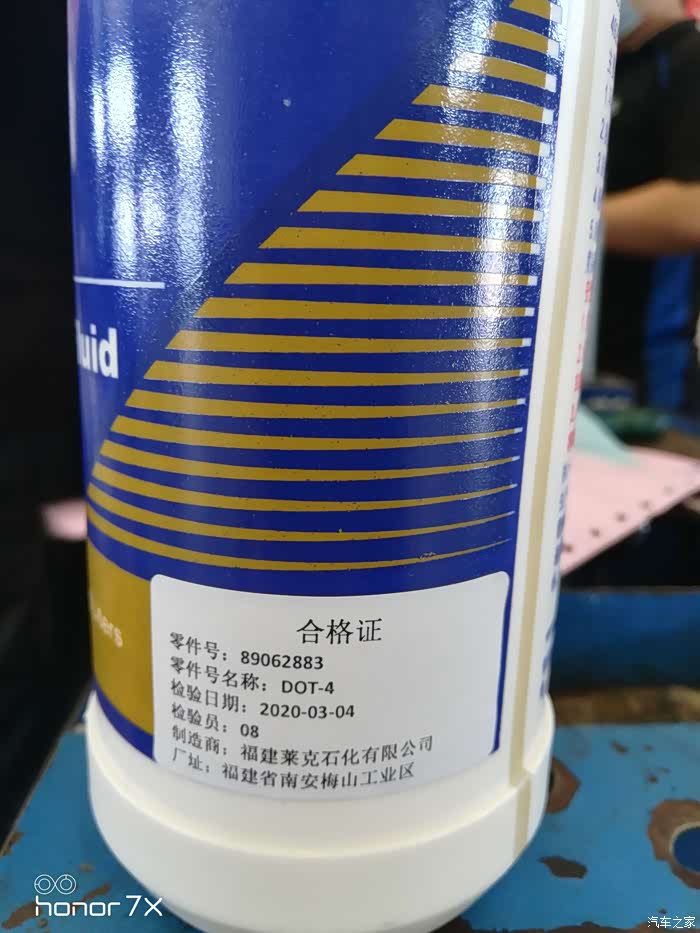 luid
合格证
零件号：89062883
零件号名称：DOT-4
检验日期：2020-03-04
检验员：08
制造商：福建莱克石化有限公司
厂址：福建省南安梅山工业区
honor 7X
汽车之家